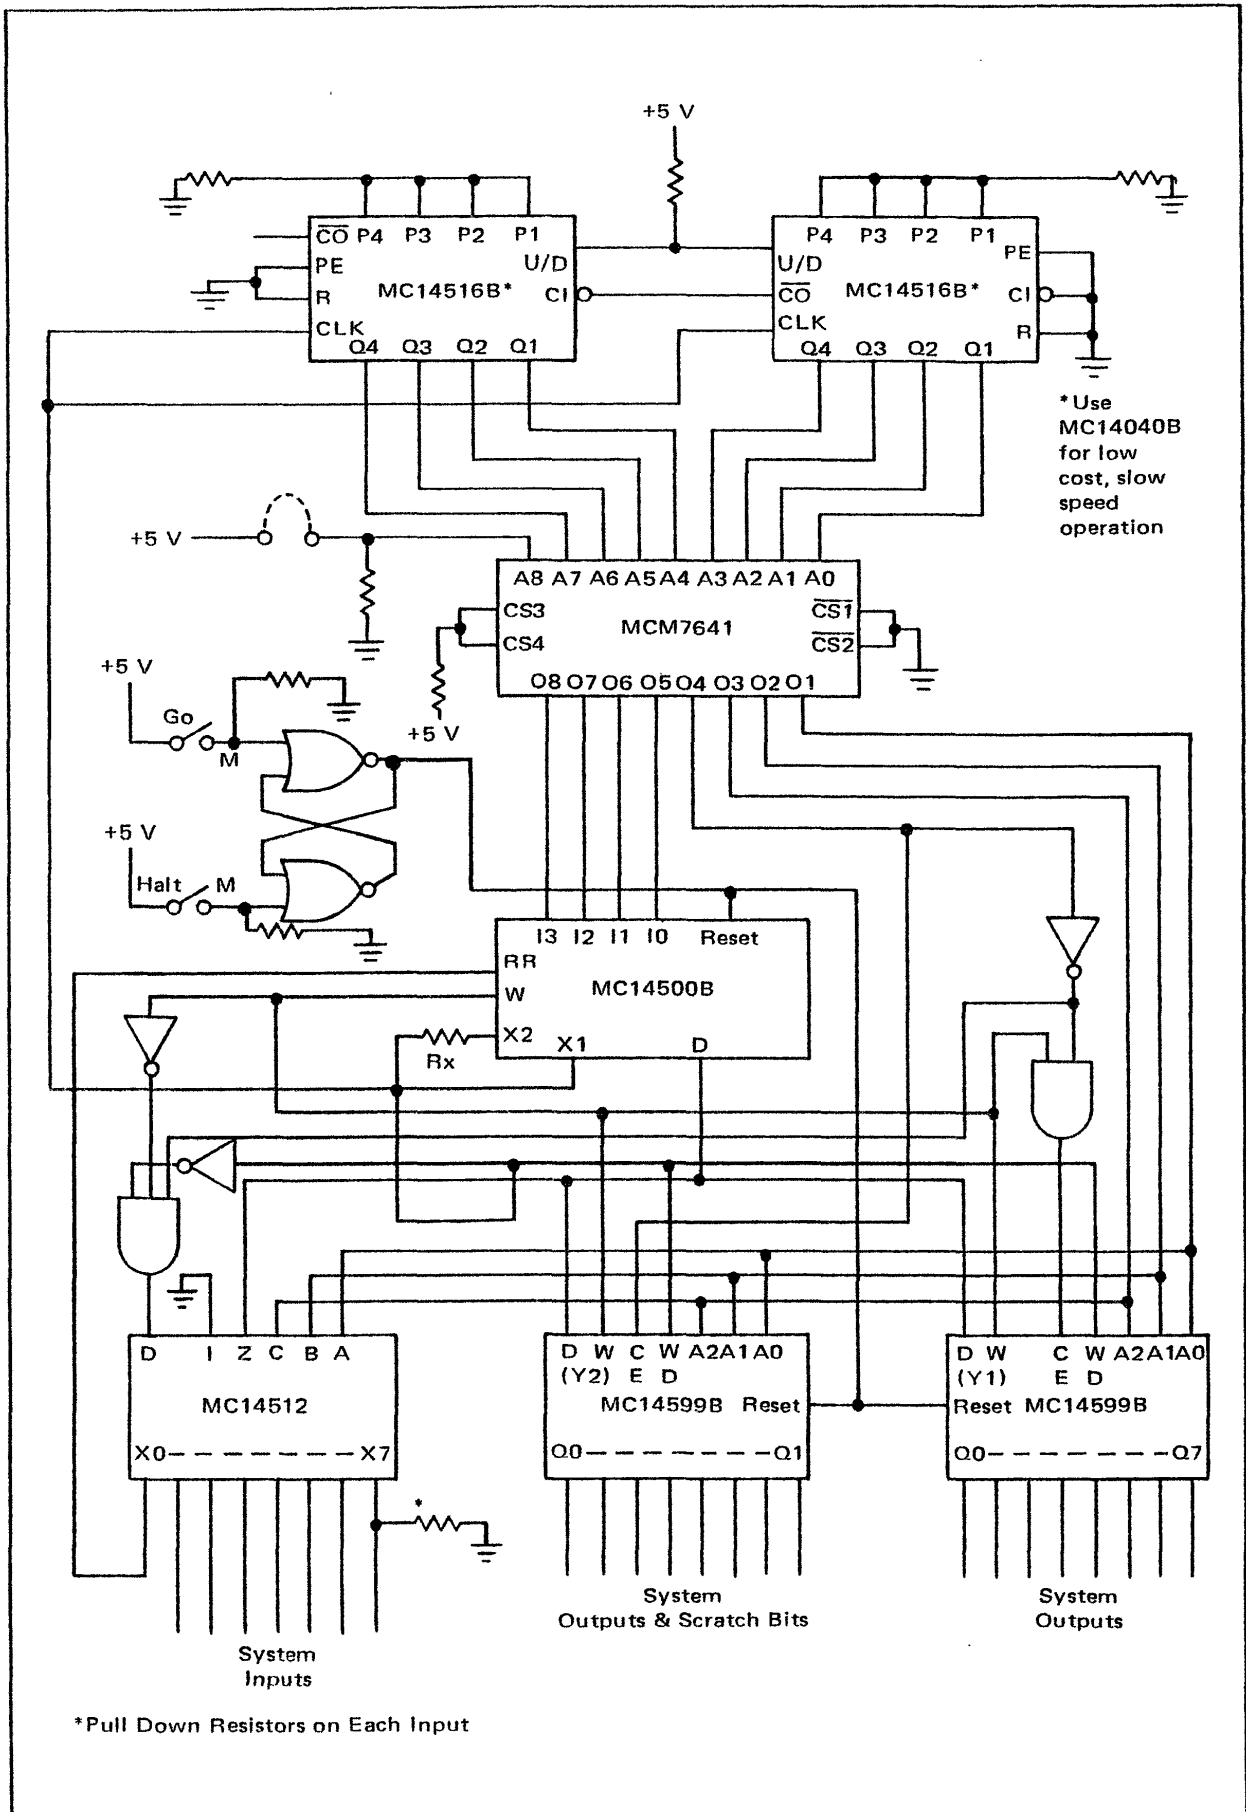 +5 V
CO P4 P3 P2 P1
PE
U/D
MC14516B*
CI
R
CLK
Q4 Q3 Q2 Q1
P4 P3 P2 P1
PE
U/D
MC14516B*
CI
CO
CLK
R
Q4 Q3 Q2 Q1
*Use
MC14040B
for low
cost, slow
speed
operation
+5 V
A8 A7 A6 A5 A4 A3 A2 A1 A0
CS3
CS1
MCM7641
CS4
CS2
O8 O7 O6 O5 O4 O3 O2 O1
+5 V
+5 V
Go
M
+5 V
Halt M
I3 I2 I1 I0 Reset
RR
MC14500B
W
X2
X1
D
Rx
D I Z C B A
MC14512
X0 X7
*
System
Inputs
D W C W A2 A1 A0
(Y2) E D
MC14599B Reset
Q0 Q1
System
Outputs & Scratch Bits
D W C W A2 A1 A0
(Y1) E D
Reset MC14599B
Q0 Q7
System
Outputs
*Pull Down Resistors on Each Input